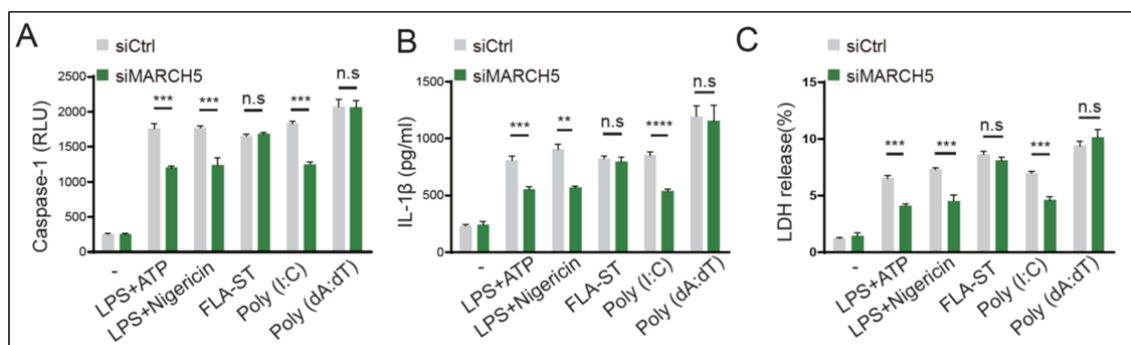 A
siCtrl
siMARCH5
Caspase-1 (RLU)
2500
2000
1500
1000
500
0
***
***
n.s
***
n.s
-
LPS+ATP
LPS+Nigericin
FLA-ST
Poly (I:C)
Poly (dA:dT)
B
siCtrl
siMARCH5
IL-1β (pg/ml)
1500
1000
500
0
***
**
n.s
****
n.s
-
LPS+ATP
LPS+Nigericin
FLA-ST
Poly (I:C)
Poly (dA:dT)
C
siCtrl
siMARCH5
LDH release(%)
15
10
5
0
***
***
n.s
***
n.s
-
LPS+ATP
LPS+Nigericin
FLA-ST
Poly (I:C)
Poly (dA:dT)